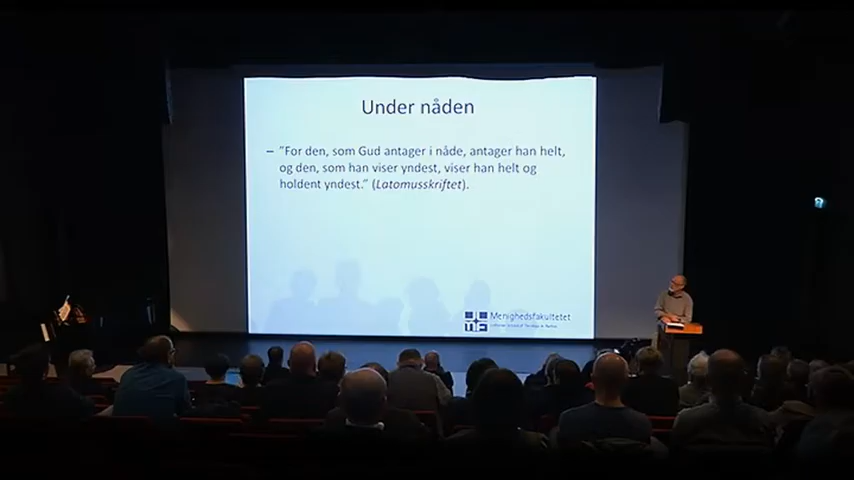 Under nåden
– ”For den, som Gud antager i nåde, antager han helt,
og den, som han viser yndest, viser han helt og
holdent yndest.” (Latomusskriftet).
Menighedsfakultetet